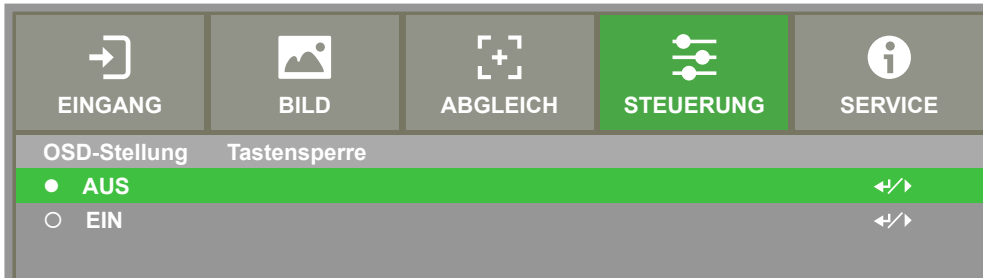 EINGANG BILD ABGLEICH STEUERUNG SERVICE
OSD-Stellung Tastensperre
AUS
EIN